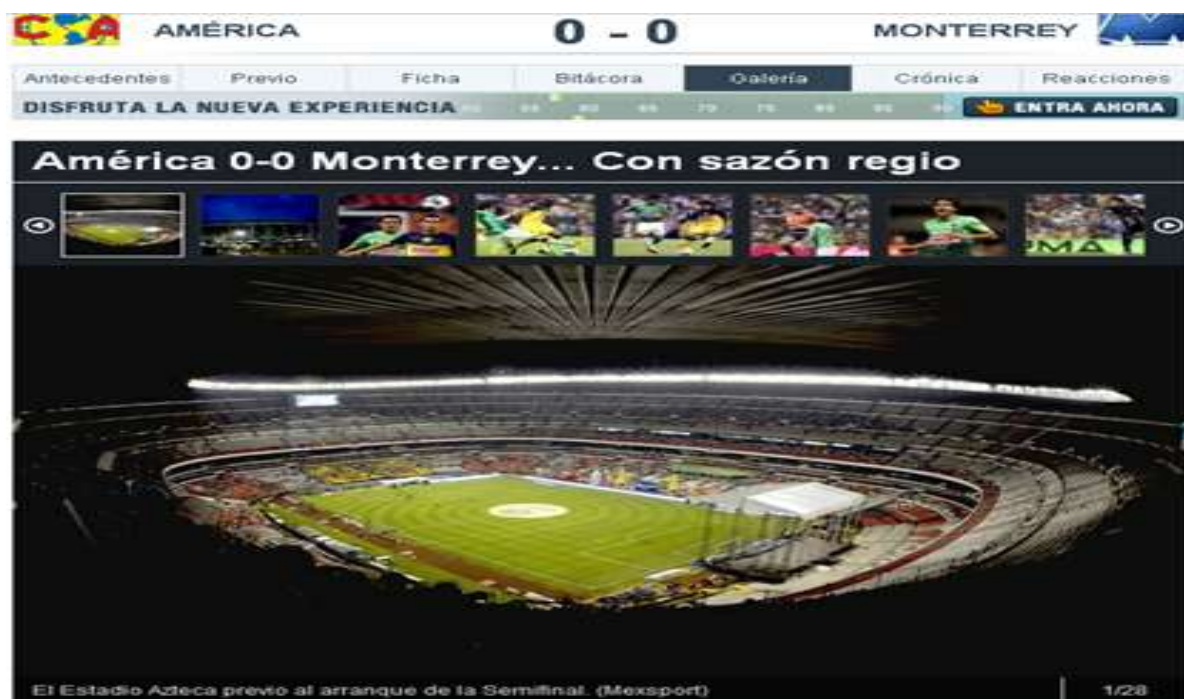 AMÉRICA 0 - 0 MONTERREY
Antecedentes Previo Ficha Bitácora Galería Crónica Reacciones
DISFRUTA LA NUEVA EXPERIENCIA ENTRA AHORA
América 0-0 Monterrey... Con sazón regio
PMA
El Estadio Azteca previo al arranque de la Semifinal. (Mexsport) 1/28